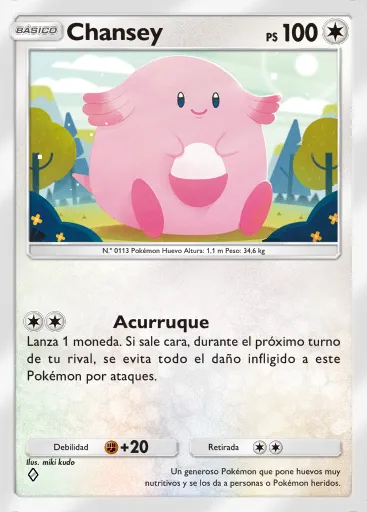 BÁSICO Chansey PS 100
N.º 0113 Pokémon Huevo Altura: 1,1 m Peso: 34,6 kg
Acurruque
Lanza 1 moneda. Si sale cara, durante el próximo turno
de tu rival, se evita todo el daño infligido a este
Pokémon por ataques.
Debilidad +20 Retirada
Ilus. miki kudo
Un generoso Pokémon que pone huevos muy
nutritivos y se los da a personas o Pokémon heridos.